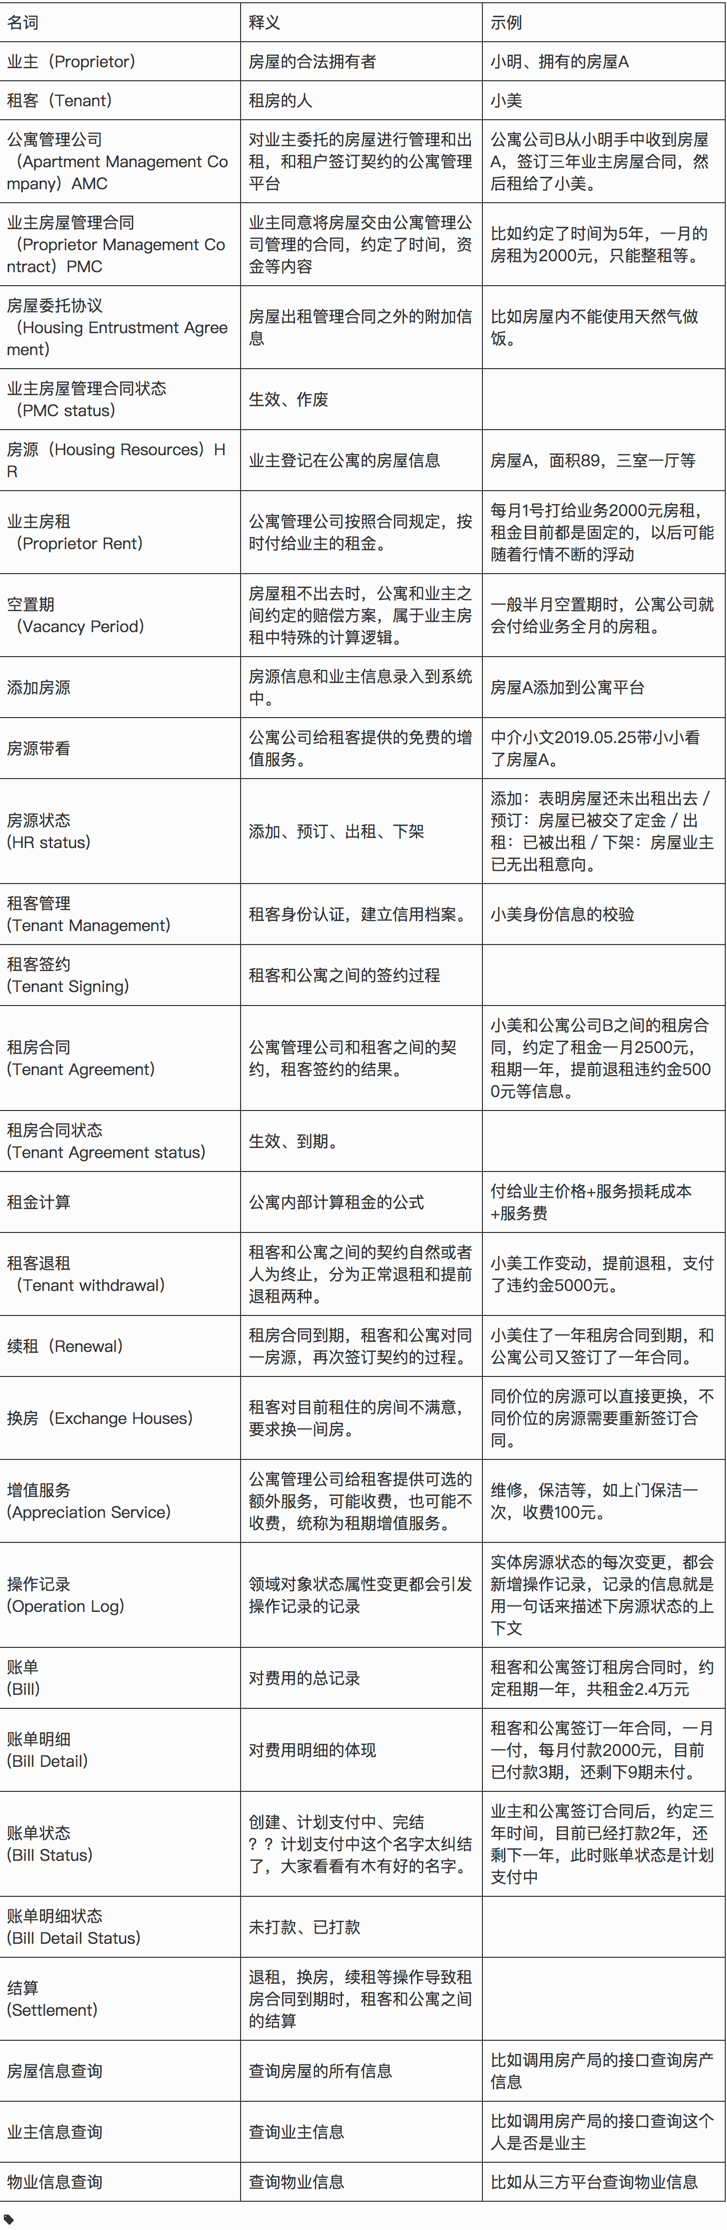 名词
释义
示例
业主（Proprietor）
房屋的合法拥有者
小明、拥有的房屋A
租客（Tenant）
租房的人
小美
公寓管理公司
（Apartment Management Co
mpany）AMC
对业主委托的房屋进行管理和出
租，和租户签订契约的公寓管理
平台
公寓公司B从小明手中收到房屋
A，签订三年业主房屋合同，然
后租给了小美。
业主房屋管理合同
（Proprietor Management Co
ntract）PMC
业主同意将房屋交由公寓管理公
司管理的合同，约定了时间，资
金等内容
比如约定了时间为5年，一月的
房租为2000元，只能整租等。
房屋委托协议
（Housing Entrustment Agree
ment）
房屋出租管理合同之外的附加信
息
比如房屋内不能使用天然气做
饭。
业主房屋管理合同状态
（PMC status）
生效、作废
房源（Housing Resources）H
R
业主登记在公寓的房屋信息
房屋A，面积89，三室一厅等
业主房租
（Proprietor Rent）
公寓管理公司按照合同规定，按
时付给业主的租金。
每月1号打给业务2000元房租，
租金目前都是固定的，以后可能
随着行情不断的浮动
空置期
（Vacancy Period）
房屋租不出去时，公寓和业主之
间约定的赔偿方案，属于业主房
租中特殊的计算逻辑。
一般半月空置期时，公寓公司就
会付给业务全月的房租。
添加房源
房源信息和业主信息录入到系统
中。
房屋A添加到公寓平台
房源带看
公寓公司给租客提供的免费的增
值服务。
中介小文2019.05.25带小小看
了房屋A。
房源状态
(HR status)
添加、预订、出租、下架
添加：表明房屋还未出租出去 /
预订：房屋已被交了定金 / 出
租：已被出租 / 下架：房屋业主
已无出租意向。
租客管理
(Tenant Management)
租客身份认证，建立信用档案。
小美身份信息的校验
租客签约
(Tenant Signing)
租客和公寓之间的签约过程
租房合同
(Tenant Agreement)
公寓管理公司和租客之间的契
约，租客签约的结果。
小美和公寓公司B之间的租房合
同，约定了租金一月2500元，
租期一年，提前退租违约金500
0元等信息。
租房合同状态
(Tenant Agreement status)
生效、到期。
租金计算
公寓内部计算租金的公式
付给业主价格+服务损耗成本
+服务费
租客退租
（Tenant withdrawal）
租客和公寓之间的契约自然或者
人为终止，分为正常退租和提前
退租两种。
小美工作变动，提前退租，支付
了违约金5000元。
续租（Renewal）
租房合同到期，租客和公寓对同
一房源，再次签订契约的过程。
小美住了一年租房合同到期，和
公寓公司又签订了一年合同。
换房（Exchange Houses）
租客对目前租住的房间不满意，
要求换一间房。
同价位的房源可以直接更换，不
同价位的房源需要重新签订合
同。
增值服务
(Appreciation Service)
公寓管理公司给租客提供可选的
额外服务，可能收费，也可能不
收费，统称为租期增值服务。
维修，保洁等，如上门保洁一
次，收费100元。
操作记录
(Operation Log)
领域对象状态属性变更都会引发
操作记录的记录
实体房源状态的每次变更，都会
新增操作记录，记录的信息就是
用一句话来描述下房源状态的上
下文
账单
(Bill)
对费用的总记录
租客和公寓签订租房合同时，约
定租期一年，共租金2.4万元
账单明细
(Bill Detail)
对费用明细的体现
租客和公寓签订一年合同，一月
一付，每月付款2000元，目前
已付款3期，还剩下9期未付。
账单状态
(Bill Status)
创建、计划支付中、完结
？？计划支付中这个名字太纠结
了，大家看看有木有好的名字。
业主和公寓签订合同后，约定三
年时间，目前已经打款2年，还
剩下一年，此时账单状态是计划
支付中
账单明细状态
(Bill Detail Status)
未打款、已打款
结算
(Settlement)
退租，换房，续租等操作导致租
房合同到期时，租客和公寓之间
的结算
房屋信息查询
查询房屋的所有信息
比如调用房产局的接口查询房产
信息
业主信息查询
查询业主信息
比如调用房产局的接口查询这个
人是否是业主
物业信息查询
查询物业信息
比如从三方平台查询物业信息